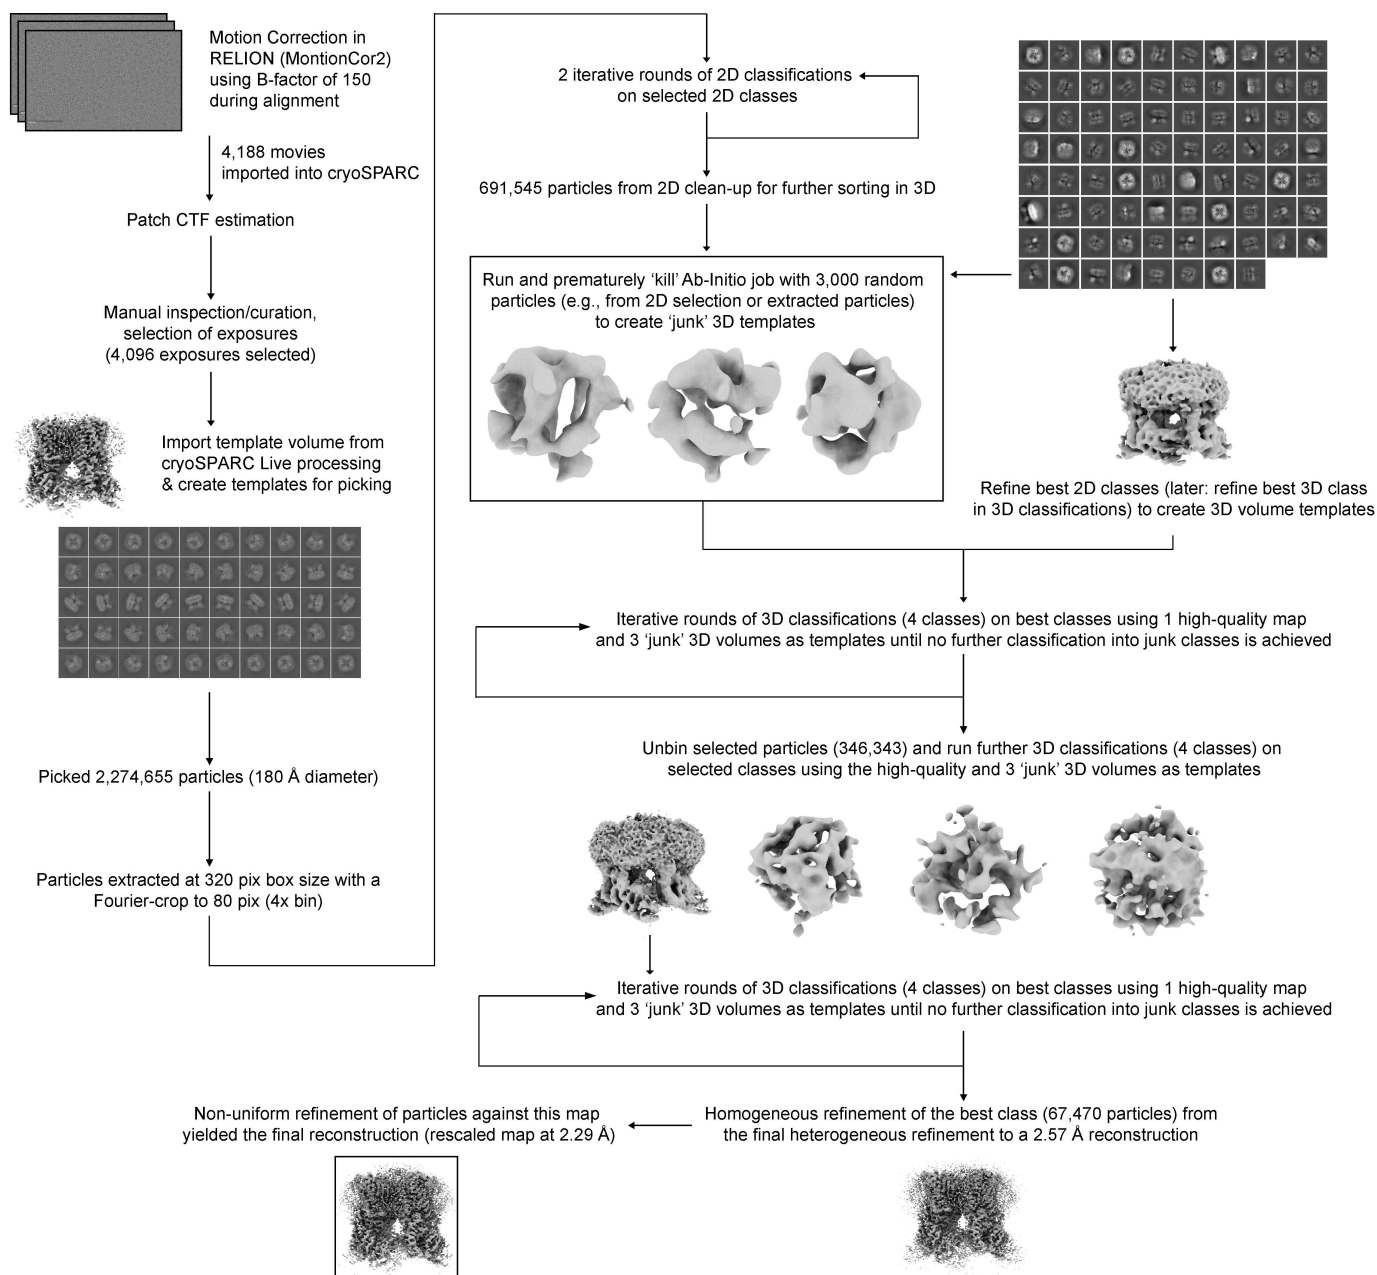 Motion Correction in
RELION (MontionCor2)
using B-factor of 150
during alignment
4,188 movies
imported into cryoSPARC
Patch CTF estimation
Manual inspection/curation,
selection of exposures
(4,096 exposures selected)
Import template volume from
cryoSPARC Live processing
& create templates for picking
Picked 2,274,655 particles (180 Å diameter)
Particles extracted at 320 pix box size with a
Fourier-crop to 80 pix (4x bin)
2 iterative rounds of 2D classifications
on selected 2D classes
691,545 particles from 2D clean-up for further sorting in 3D
Run and prematurely ‘kill’ Ab-Initio job with 3,000 random
particles (e.g., from 2D selection or extracted particles)
to create ‘junk’ 3D templates
Refine best 2D classes (later: refine best 3D class
in 3D classifications) to create 3D volume templates
Iterative rounds of 3D classifications (4 classes) on best classes using 1 high-quality map
and 3 ‘junk’ 3D volumes as templates until no further classification into junk classes is achieved
Unbin selected particles (346,343) and run further 3D classifications (4 classes) on
selected classes using the high-quality and 3 ‘junk’ 3D volumes as templates
Iterative rounds of 3D classifications (4 classes) on best classes using 1 high-quality map
and 3 ‘junk’ 3D volumes as templates until no further classification into junk classes is achieved
Homogeneous refinement of the best class (67,470 particles) from
the final heterogeneous refinement to a 2.57 Å reconstruction
Non-uniform refinement of particles against this map
yielded the final reconstruction (rescaled map at 2.29 Å)